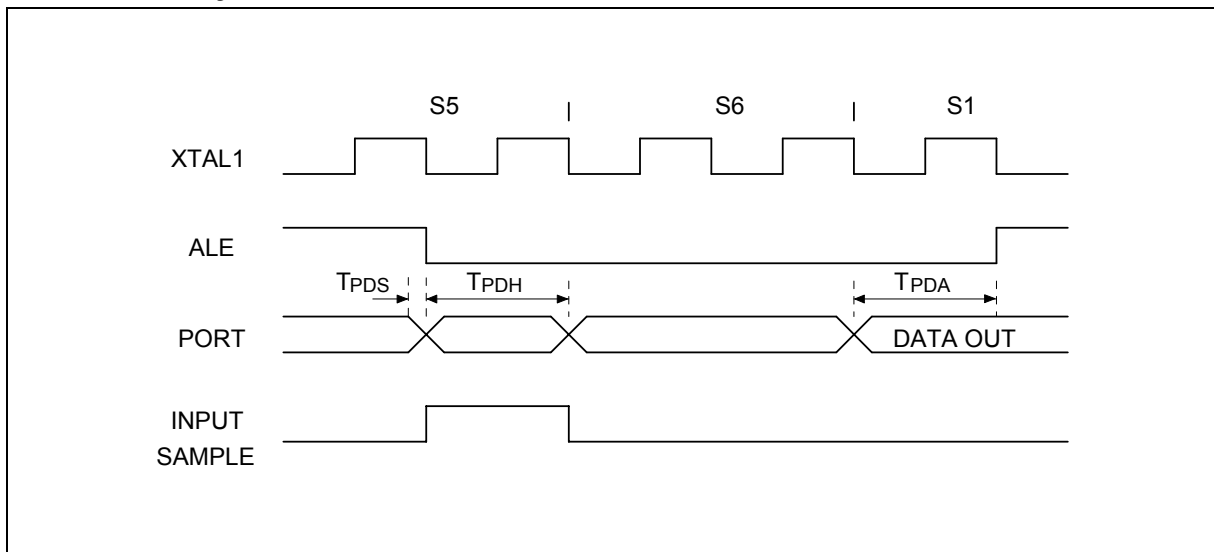 S5 | S6 | S1
XTAL1
ALE
TPDS TPDH TPDA
PORT
DATA OUT
INPUT
SAMPLE